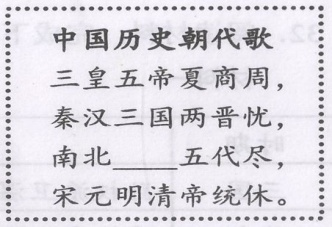 中国历史朝代歌
三皇五帝夏商周，
秦汉三国两晋忧，
南北____五代尽，
宋元明清帝统休。